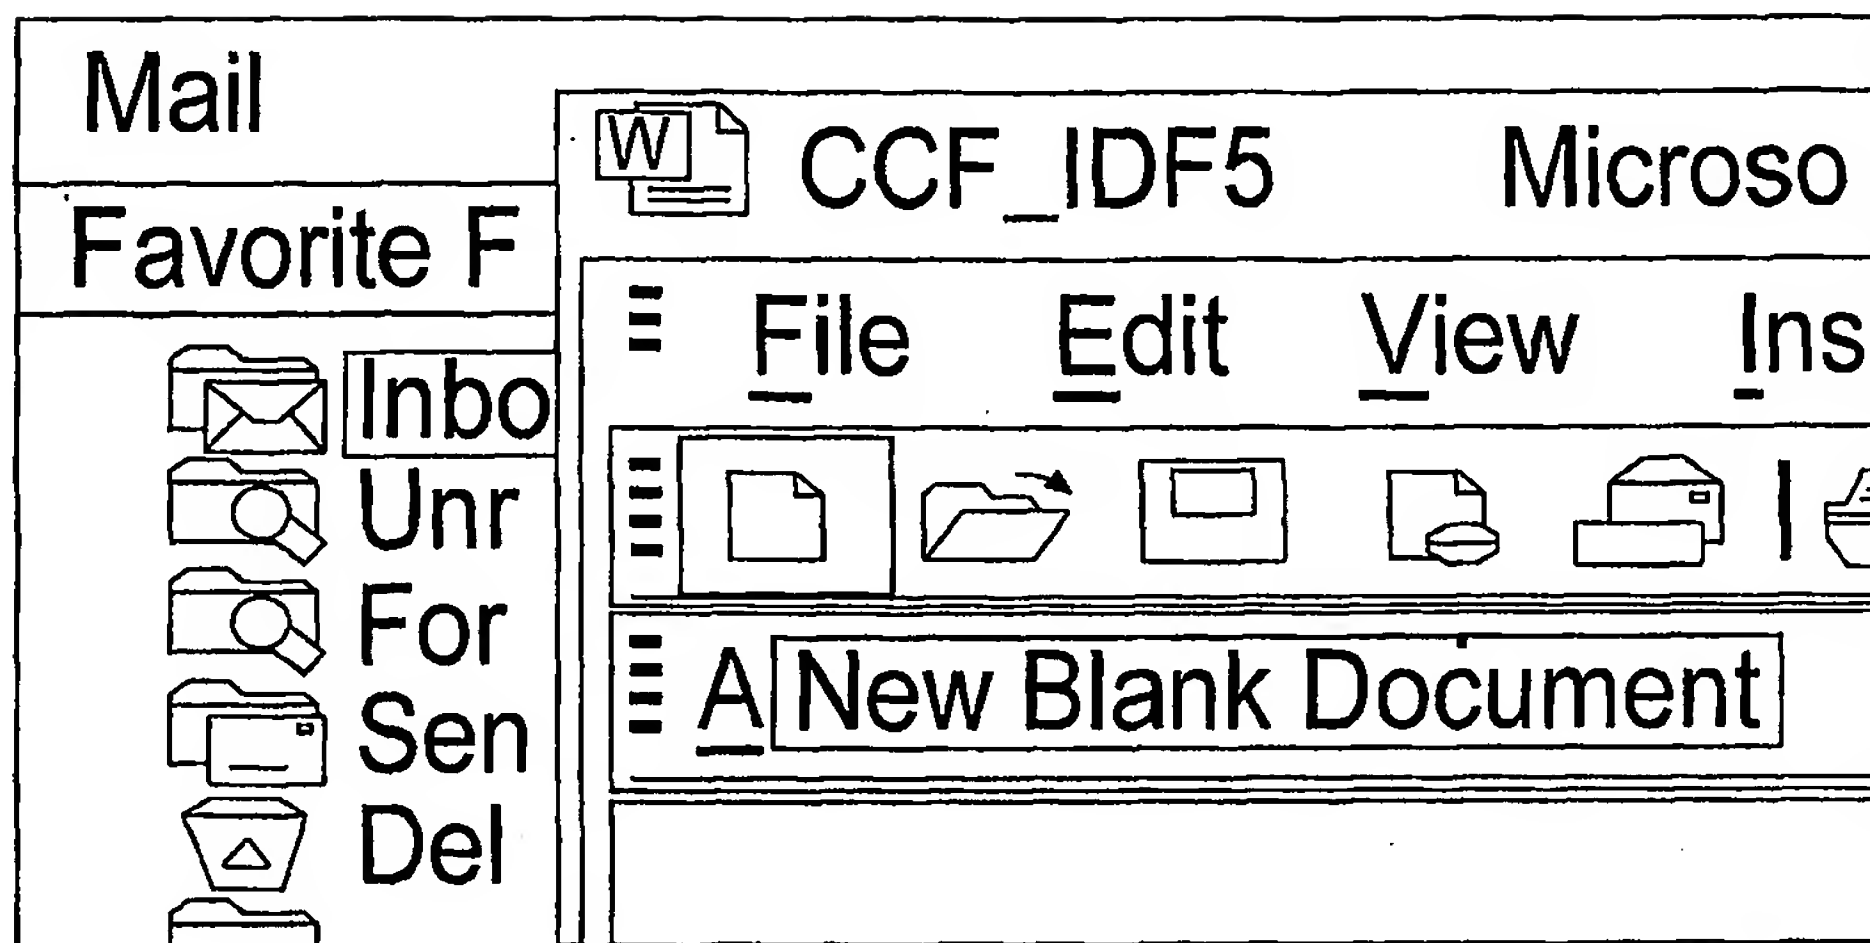 Mail
W CCF_IDF5 Microso
Favorite F
File Edit View Ins
Inbo
Unr
For
A New Blank Document
Sen
Del